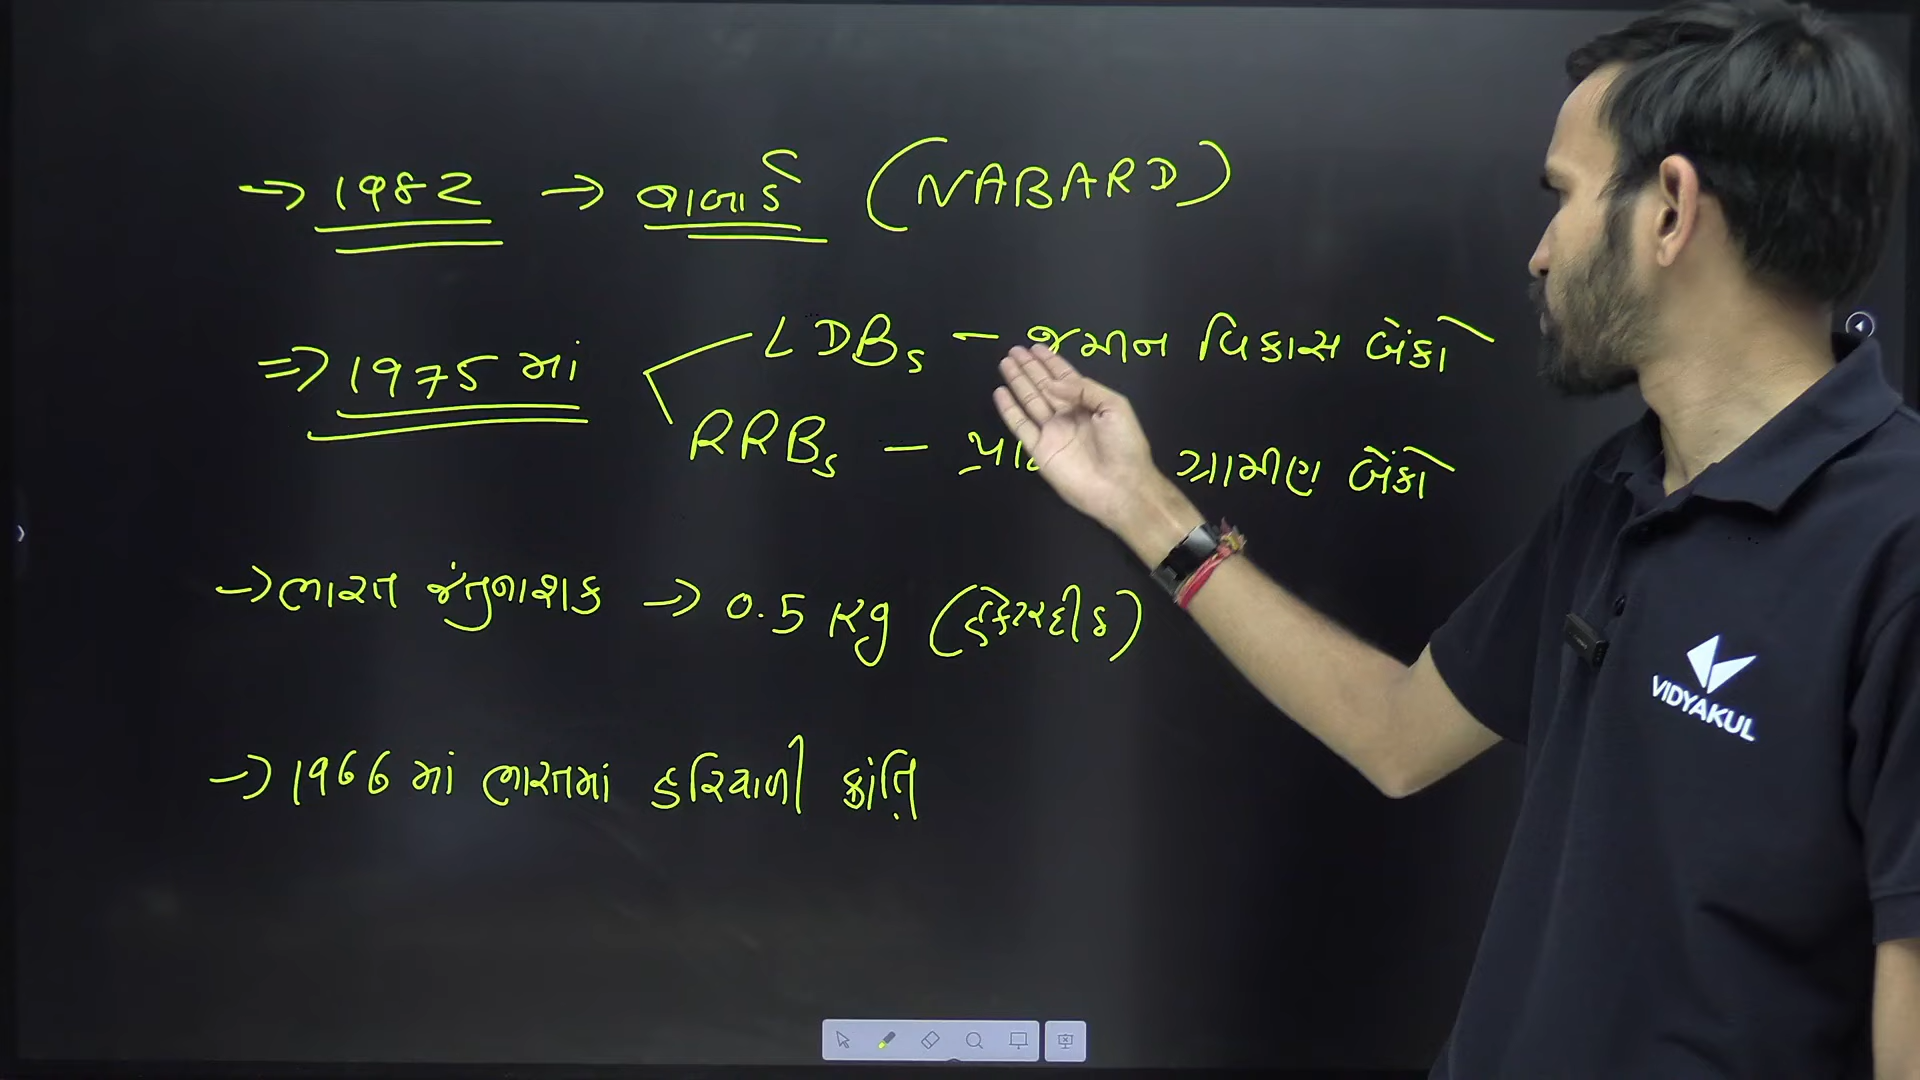 → 1982 → નાબાર્ડ (NABARD)
⇒ 1975 માં
LDBs - જમીન વિકાસ બેંકો
RRBs - ગ્રામીણ બેંકો
→ ભારત જંતુનાશક → 0.5 Kg (હેક્ટરદીઠ)
→ 1966 માં ભારતમાં હરિયાળી ક્રાંતિ
VIDYAKUL